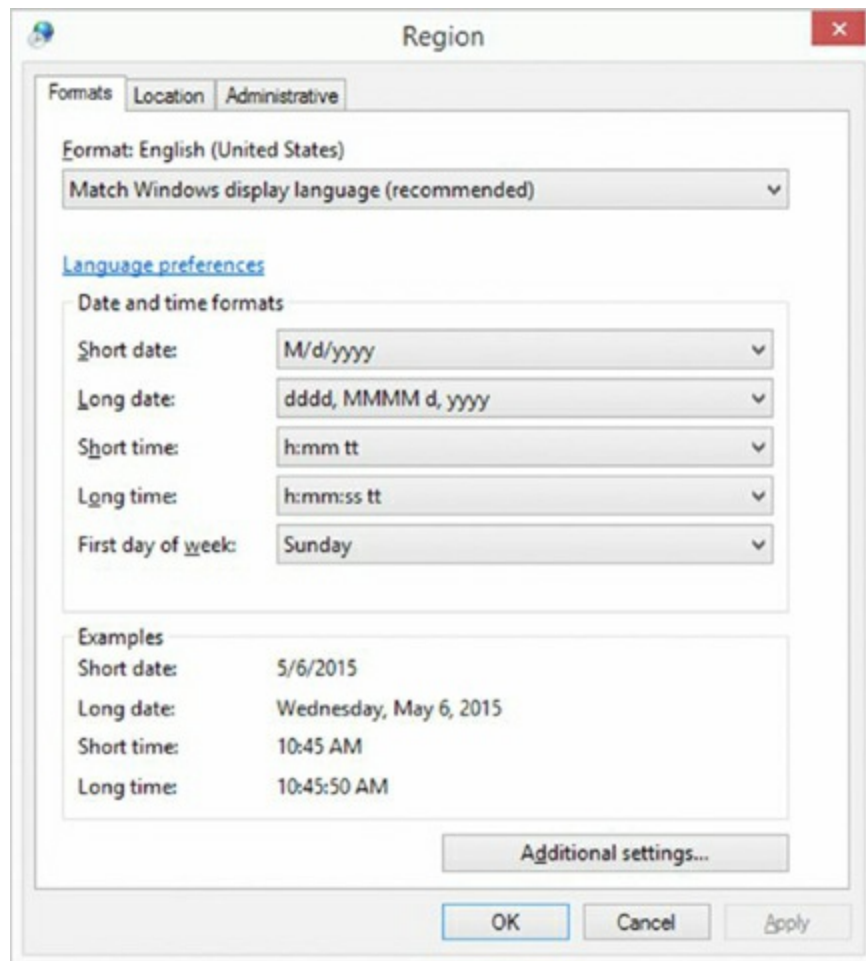 Region
Formats Location Administrative
Format: English (United States)
Match Windows display language (recommended)
Language preferences
Date and time formats
Short date: M/d/yyyy
Long date: dddd, MMMM d, yyyy
Short time: h:mm tt
Long time: h:mm:ss tt
First day of week: Sunday
Examples
Short date: 5/6/2015
Long date: Wednesday, May 6, 2015
Short time: 10:45 AM
Long time: 10:45:50 AM
Additional settings...
OK Cancel Apply